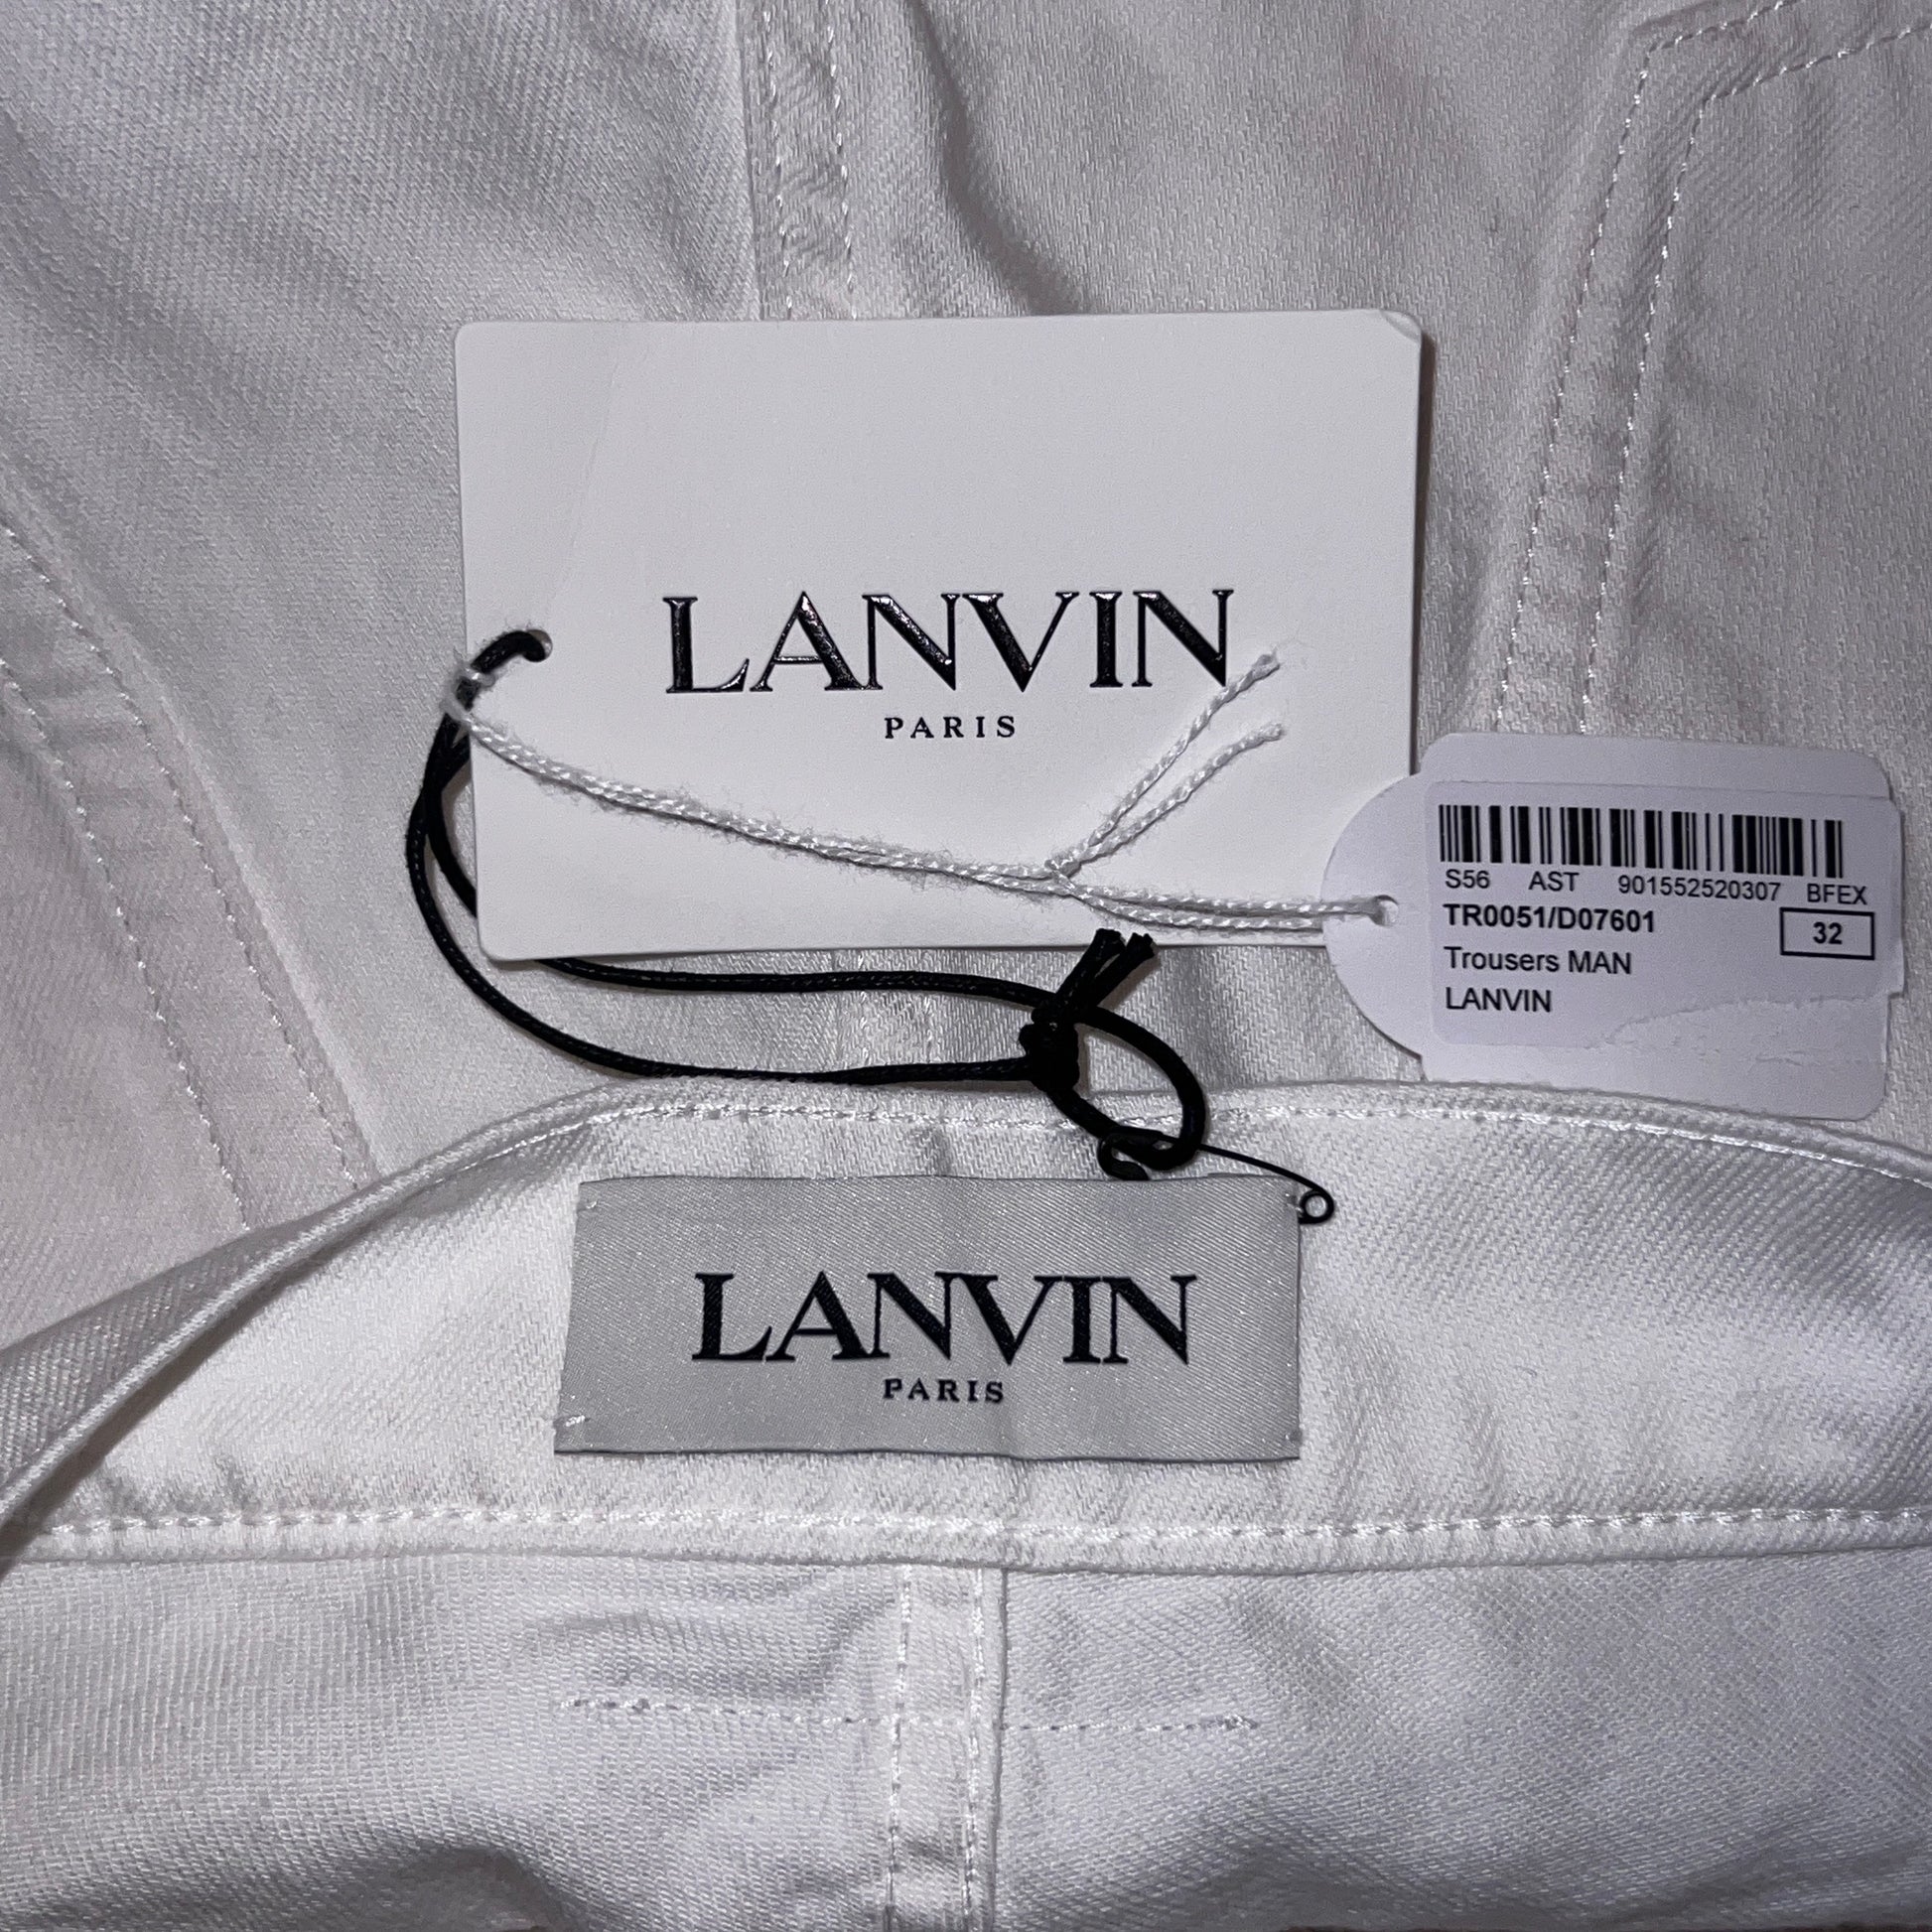 LANVIN
PARIS
S56 AST 901552520307 BFEX
TR0051/D07601
32
Trousers MAN
LANVIN
LANVIN
PARIS